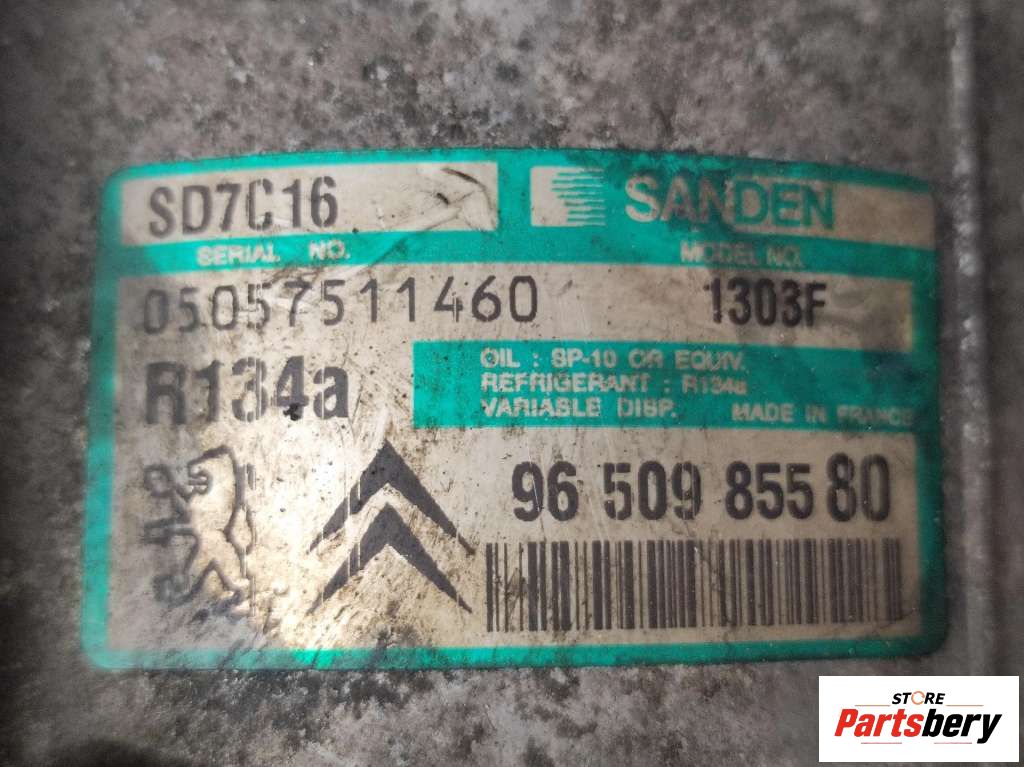 SD7C16
SANDEN
SERIAL NO.
MODEL NO.
05057511460
1303F
R134a
OIL : SP-10 OR EQUIV.
REFRIGERANT : R134a
VARIABLE DISP. MADE IN FRANCE
96 509 855 80
STORE
Partsbery